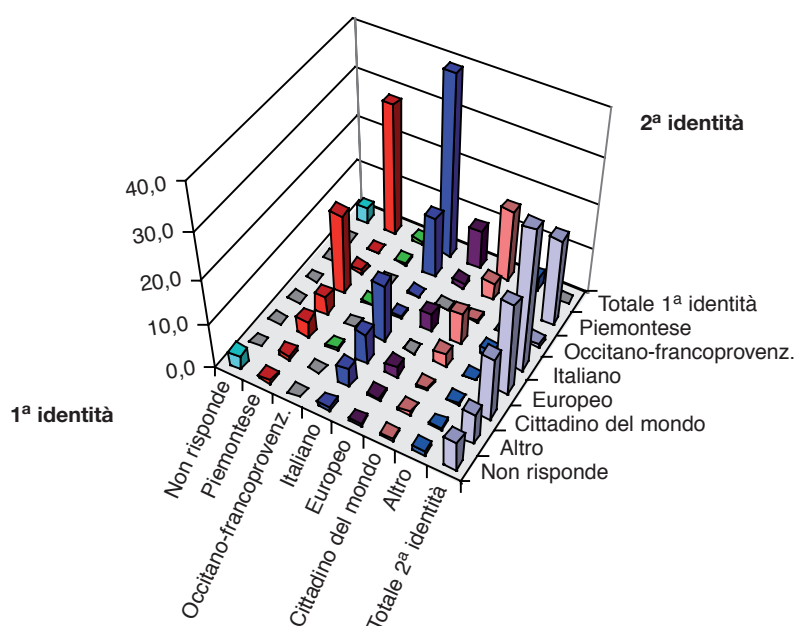 2ª identità
40,0
30,0
20,0
10,0
0,0
1ª identità
Totale 1ª identità
Piemontese
Occitano-francoprovenz.
Italiano
Europeo
Cittadino del mondo
Altro
Non risponde
Non risponde
Piemontese
Occitano-francoprovenz.
Italiano
Europeo
Cittadino del mondo
Altro
Totale 2ª identità